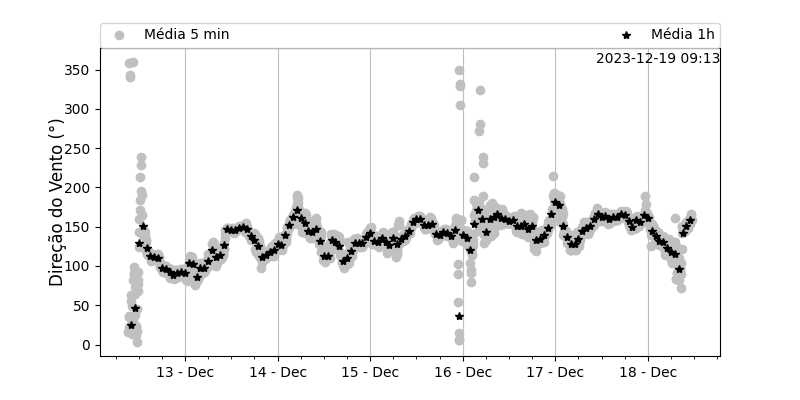 Média 5 min
Média 1h
2023-12-19 09:13
Direção do Vento (°)
350
300
250
200
150
100
50
0
13 - Dec
14 - Dec
15 - Dec
16 - Dec
17 - Dec
18 - Dec